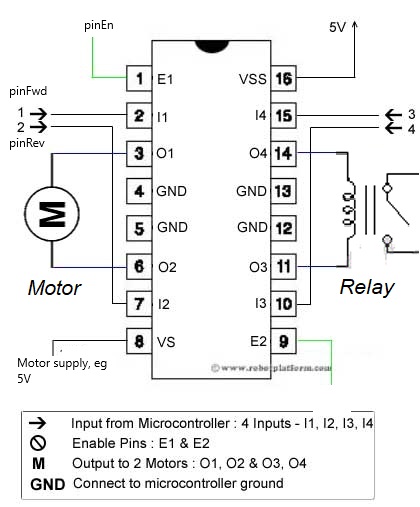 pinEn
5V
1 E1 VSS 16
pinFwd
1 2 I1 I4 15 3
2 4
pinRev
3 O1 O4 14
4 GND GND 13
M
5 GND GND 12
6 O2 O3 11
Motor Relay
7 I2 I3 10
8 VS E2 9
Motor supply, eg
5V
© www.robotplatform.com
Input from Microcontroller : 4 Inputs - I1, I2, I3, I4
Enable Pins : E1 & E2
M Output to 2 Motors : O1, O2 & O3, O4
GND Connect to microcontroller ground